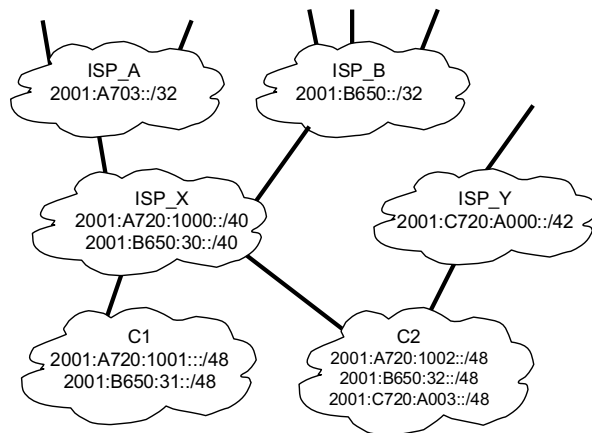 ISP_A
2001:A703::/32
ISP_B
2001:B650::/32
ISP_X
2001:A720:1000::/40
2001:B650:30::/40
ISP_Y
2001:C720:A000::/42
C1
2001:A720:1001:::/48
2001:B650:31::/48
C2
2001:A720:1002::/48
2001:B650:32::/48
2001:C720:A003::/48